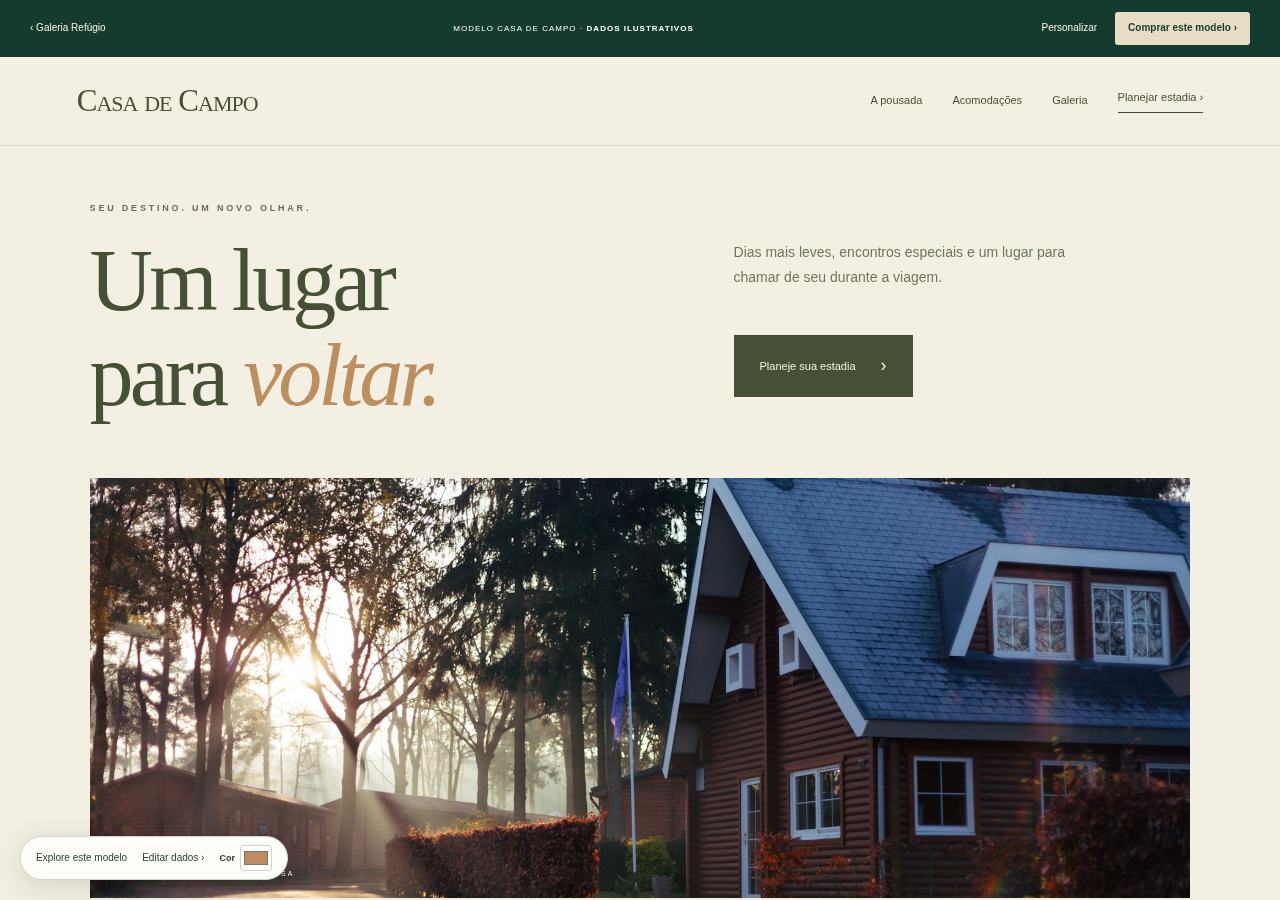 ‹ Galeria Refúgio
MODELO CASA DE CAMPO · DADOS ILUSTRATIVOS
Personalizar
Comprar este modelo ›
CASA DE CAMPO
A pousada
Acomodações
Galeria
Planejar estadia ›
SEU DESTINO. UM NOVO OLHAR.
Um lugar
para voltar.
Dias mais leves, encontros especiais e um lugar para
chamar de seu durante a viagem.
Planeje sua estadia ›
Explore este modelo
Editar dados ›
Cor